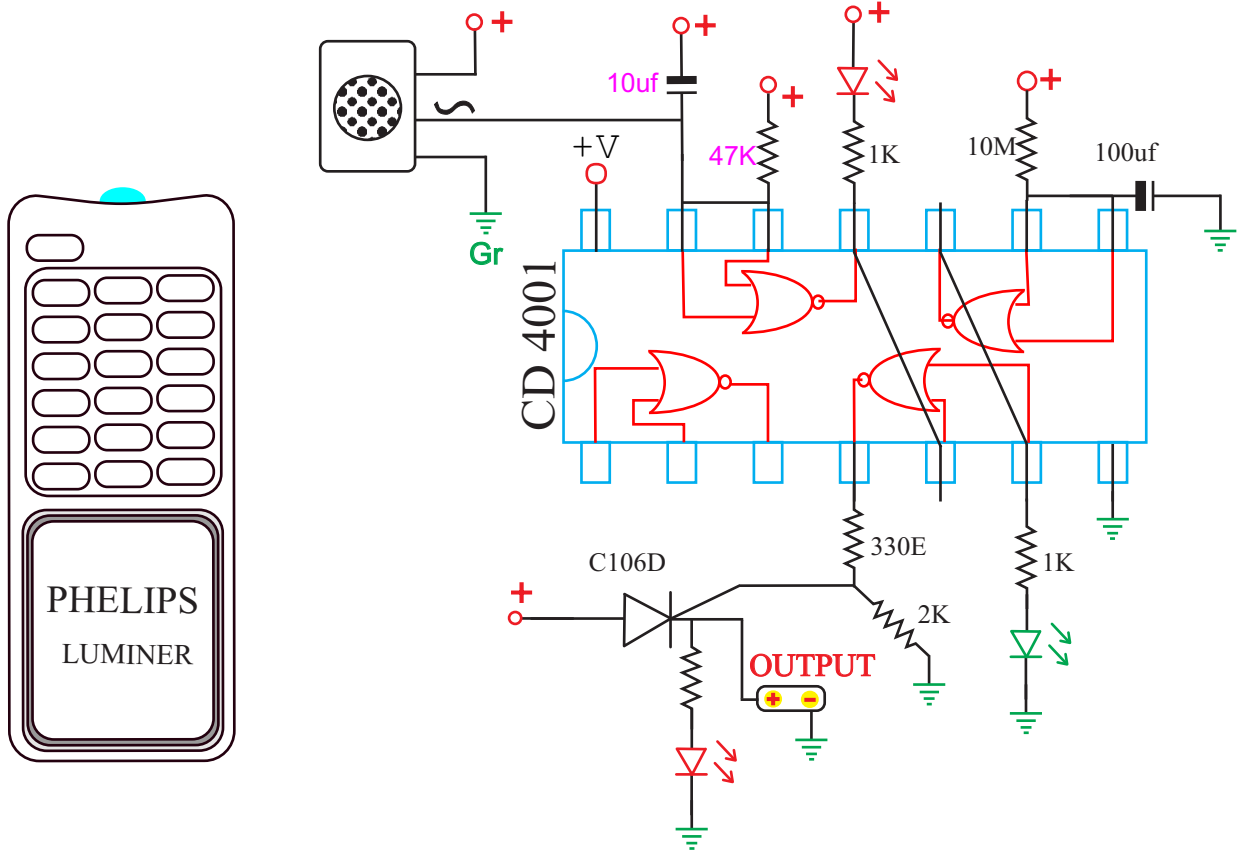 +
+
+
+
+
10uf
47K
1K
10M
100uf
+V
Gr
CD 4001
PHELIPS
LUMINER
C106D
330E
1K
2K
+
OUTPUT
+ -